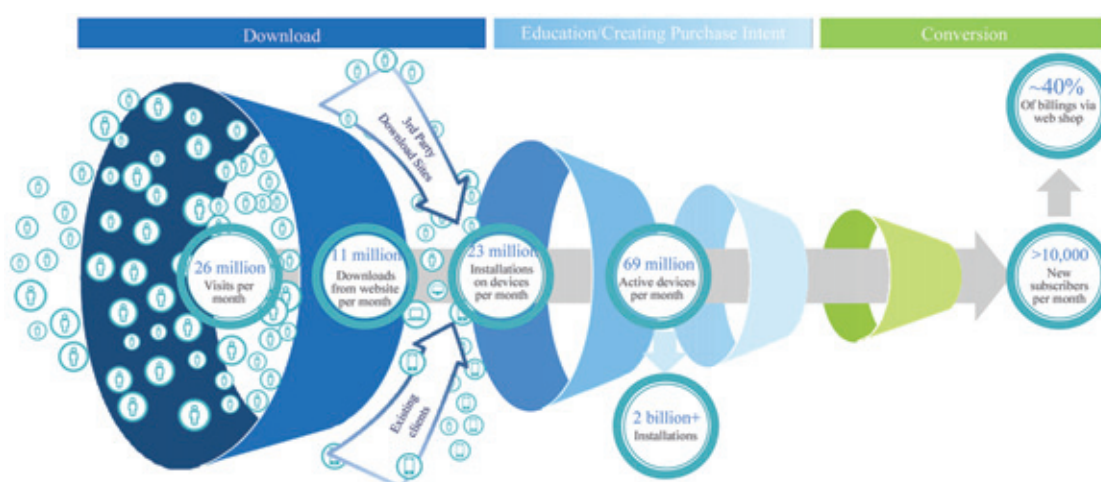 Download
Education/Creating Purchase Intent
Conversion
~40%
Of billings via
web shop
3rd Party
Download Sites
26 million
Visits per
month
11 million
Downloads
from website
per month
23 million
Installations
on devices
per month
69 million
Active devices
per month
>10,000
New
subscribers
per month
Existing
clients
2 billion+
Installations